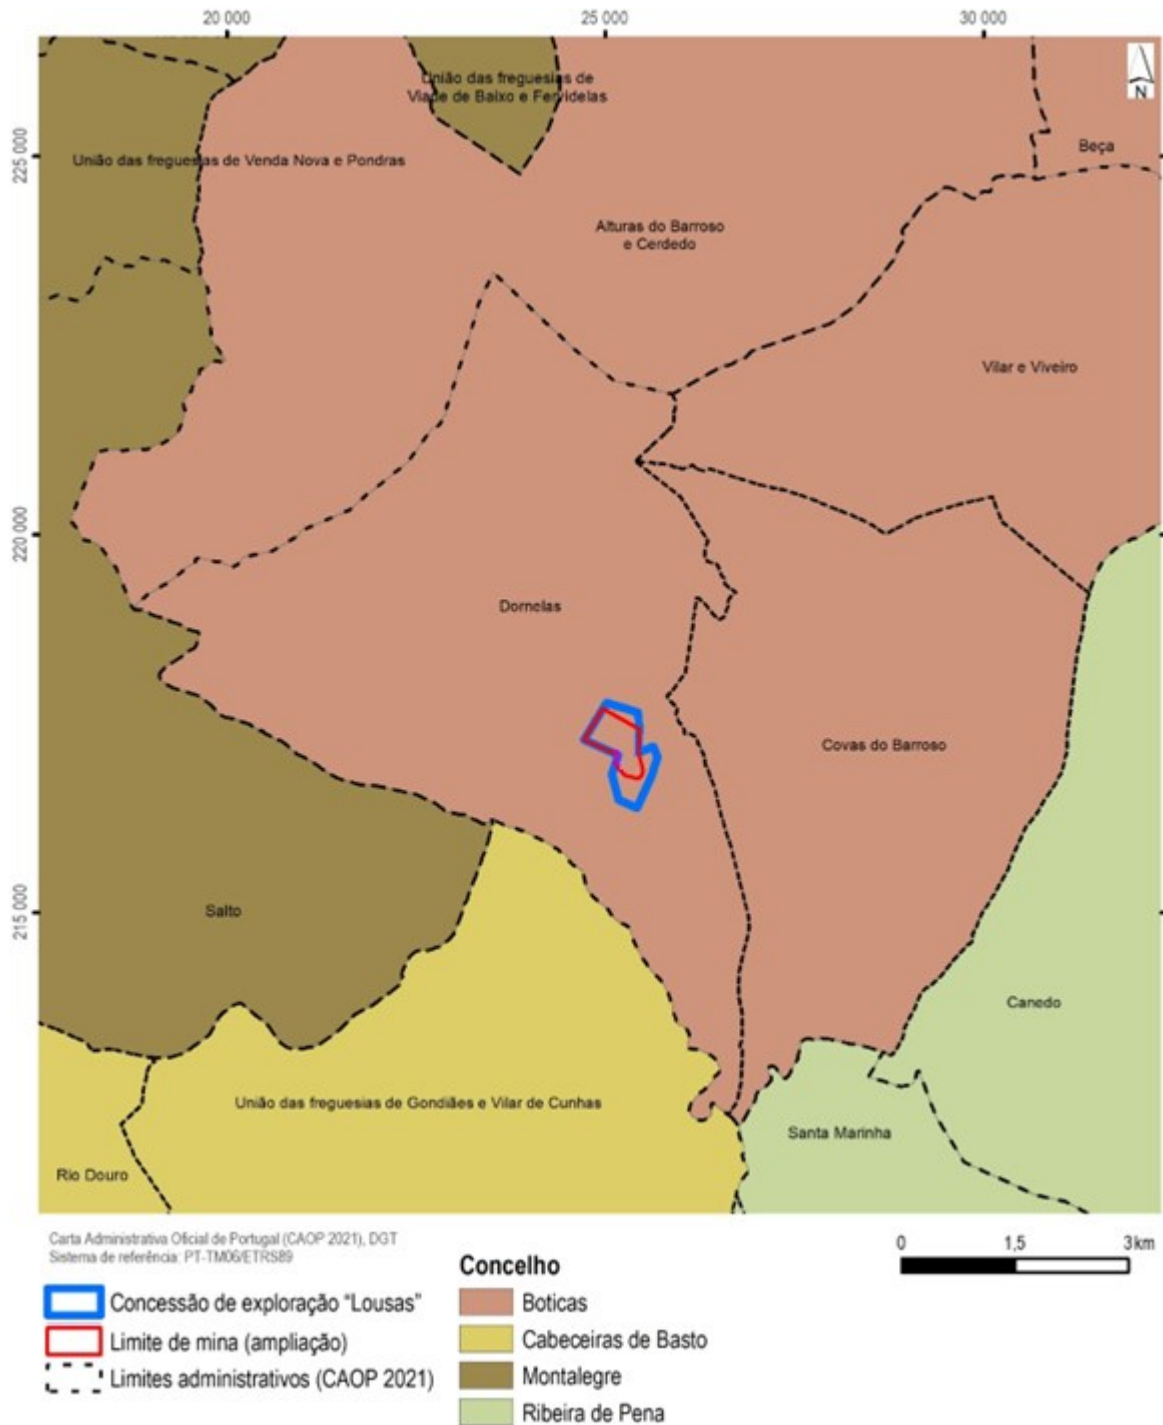 20 000
25 000
30 000
União das freguesias de
Viade de Baixo e Fervidelas
N
225 000
União das freguesias de Venda Nova e Pondras
Beça
Alturas do Barroso
e Cerdedo
Vilar e Viveiro
220 000
Dornelas
Covas do Barroso
215 000
Salto
Canedo
União das freguesias de Gondiães e Vilar de Cunhas
Santa Marinha
Rio Douro
Carta Administrativa Oficial de Portugal (CAOP 2021), DGT
Sistema de referência: PT-TM06/ETRS89
0 1,5 3km
Concessão de exploração “Lousas”
Limite de mina (ampliação)
Limites administrativos (CAOP 2021)
Concelho
Boticas
Cabeceiras de Basto
Montalegre
Ribeira de Pena